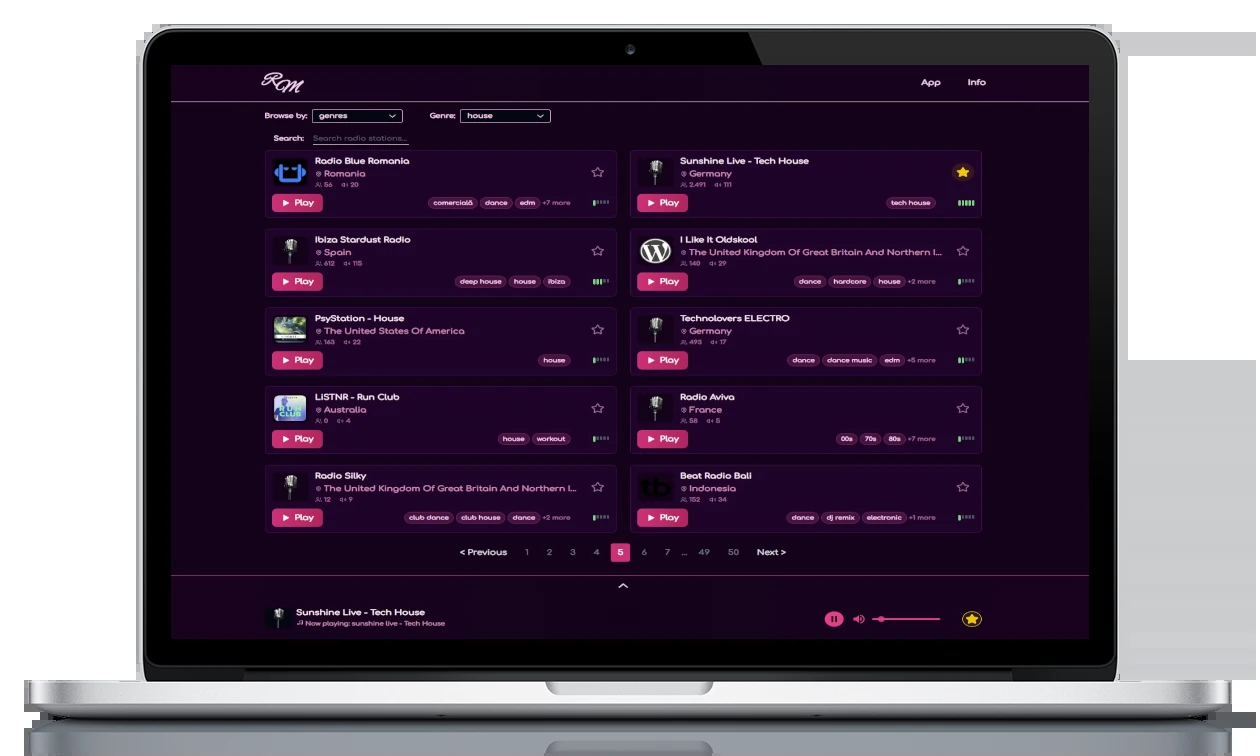 RM
App Info
Browse by: genres Genre: house
Search: Search radio stations...
Radio Blue Romania
Romania
56 20
Play comercială dance edm +7 more
Sunshine Live - Tech House
Germany
2,491 111
Play tech house
Ibiza Stardust Radio
Spain
612 115
Play deep house house ibiza
I Like It Oldskool
The United Kingdom Of Great Britain And Northern I...
140 29
Play dance hardcore house +2 more
PsyStation - House
The United States Of America
163 22
Play house
Technolovers ELECTRO
Germany
493 17
Play dance dance music edm +5 more
RUN
CLUB
LiSTNR - Run Club
Australia
0 4
Play house workout
Radio Aviva
France
58 5
Play 00s 70s 80s +7 more
Radio Silky
The United Kingdom Of Great Britain And Northern I...
12 9
Play club dance club house dance +2 more
tb
Beat Radio Bali
Indonesia
152 34
Play dance dj remix electronic +1 more
< Previous 1 2 3 4 5 6 7 ... 49 50 Next >
Sunshine Live - Tech House
Now playing: sunshine live - Tech House